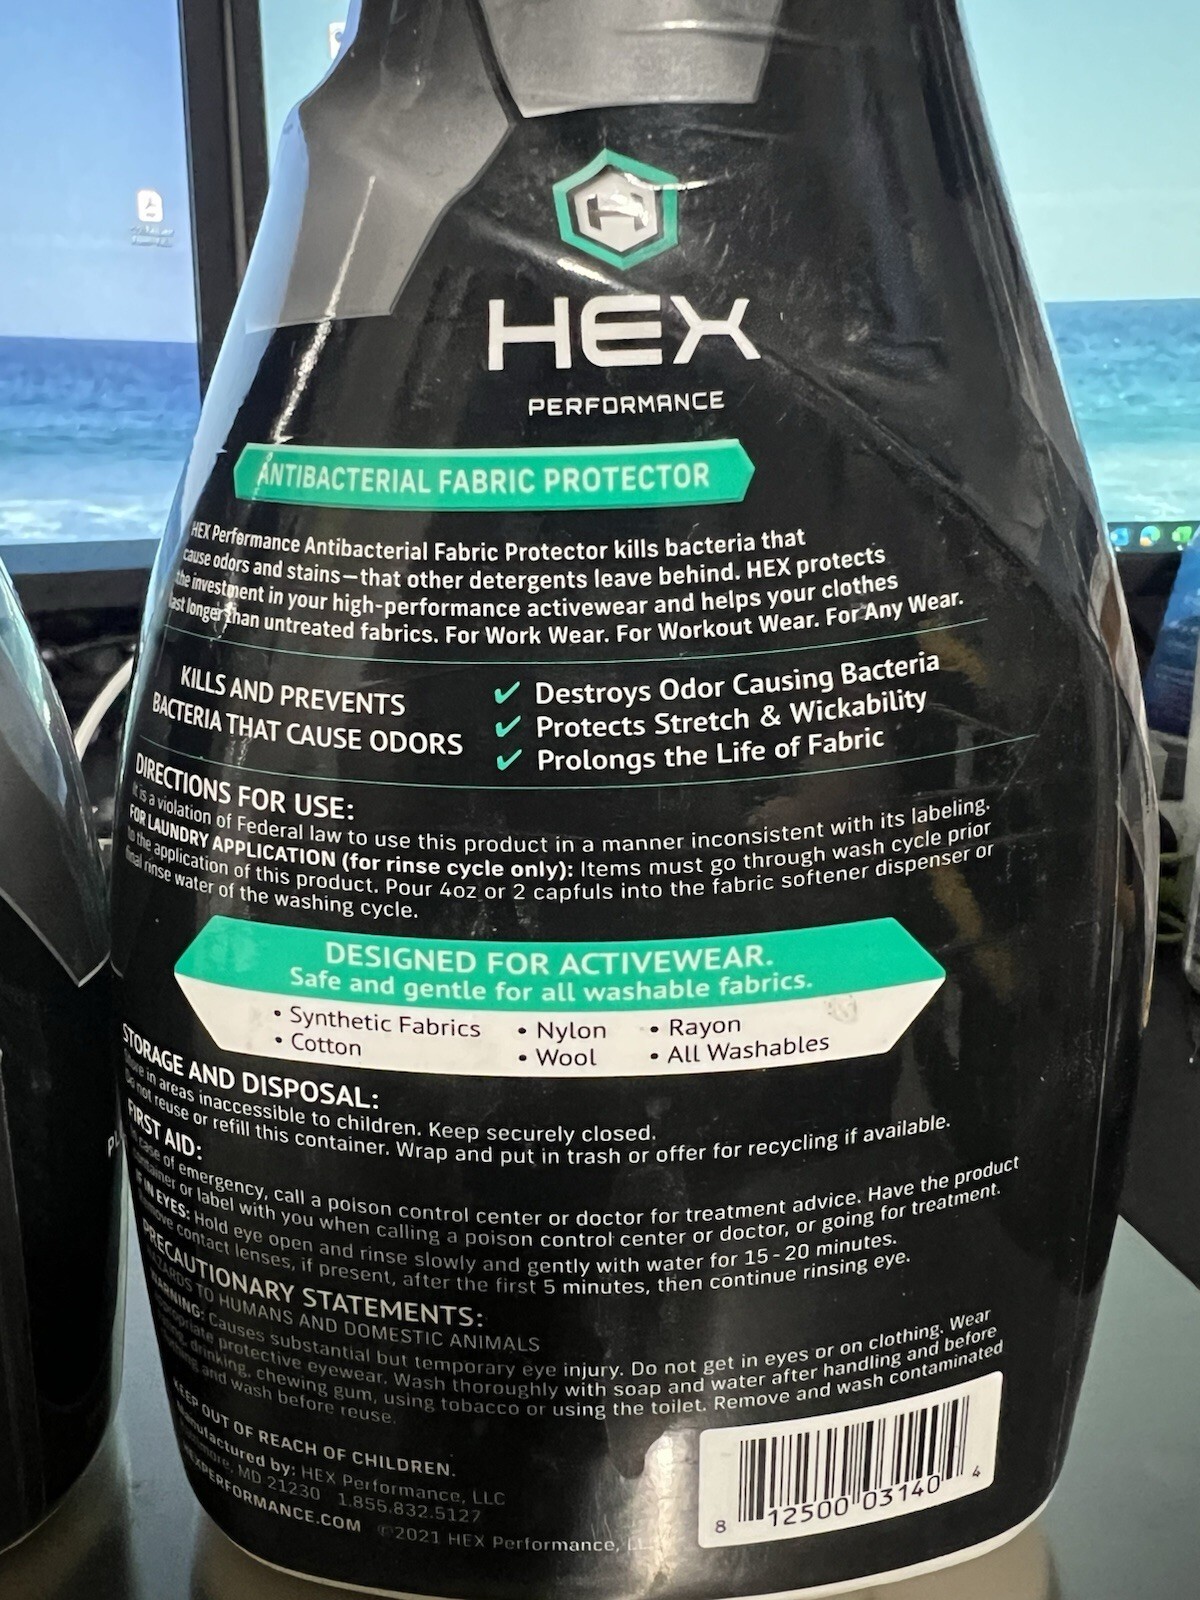 HEX
PERFORMANCE
ANTIBACTERIAL FABRIC PROTECTOR
HEX Performance Antibacterial Fabric Protector kills bacteria that
cause odors and stains—that other detergents leave behind. HEX protects
the investment in your high-performance activewear and helps your clothes
last longer than untreated fabrics. For Work Wear. For Workout Wear. For Any Wear.
KILLS AND PREVENTS
BACTERIA THAT CAUSE ODORS
✔ Destroys Odor Causing Bacteria
✔ Protects Stretch & Wickability
✔ Prolongs the Life of Fabric
DIRECTIONS FOR USE:
It is a violation of Federal law to use this product in a manner inconsistent with its labeling.
FOR LAUNDRY APPLICATION (for rinse cycle only): Items must go through wash cycle prior
to the application of this product. Pour 4oz or 2 capfuls into the fabric softener dispenser or
final rinse water of the washing cycle.
DESIGNED FOR ACTIVEWEAR.
Safe and gentle for all washable fabrics.
• Synthetic Fabrics • Nylon • Rayon
• Cotton • Wool • All Washables
STORAGE AND DISPOSAL:
Store in areas inaccessible to children. Keep securely closed.
Do not reuse or refill this container. Wrap and put in trash or offer for recycling if available.
FIRST AID:
case of emergency, call a poison control center or doctor for treatment advice. Have the product
container or label with you when calling a poison control center or doctor, or going for treatment.
IF IN EYES: Hold eye open and rinse slowly and gently with water for 15-20 minutes.
Remove contact lenses, if present, after the first 5 minutes, then continue rinsing eye.
PRECAUTIONARY STATEMENTS:
HAZARDS TO HUMANS AND DOMESTIC ANIMALS
WARNING: Causes substantial but temporary eye injury. Do not get in eyes or on clothing. Wear
appropriate protective eyewear. Wash thoroughly with soap and water after handling and before
eating, drinking, chewing gum, using tobacco or using the toilet. Remove and wash contaminated
clothing and wash before reuse.
KEEP OUT OF REACH OF CHILDREN.
Manufactured by: HEX Performance, LLC
MD 21230 1.855.832.5127
HEXPERFORMANCE.COM ©2021 HEX Performance,
8 12500 03140 4